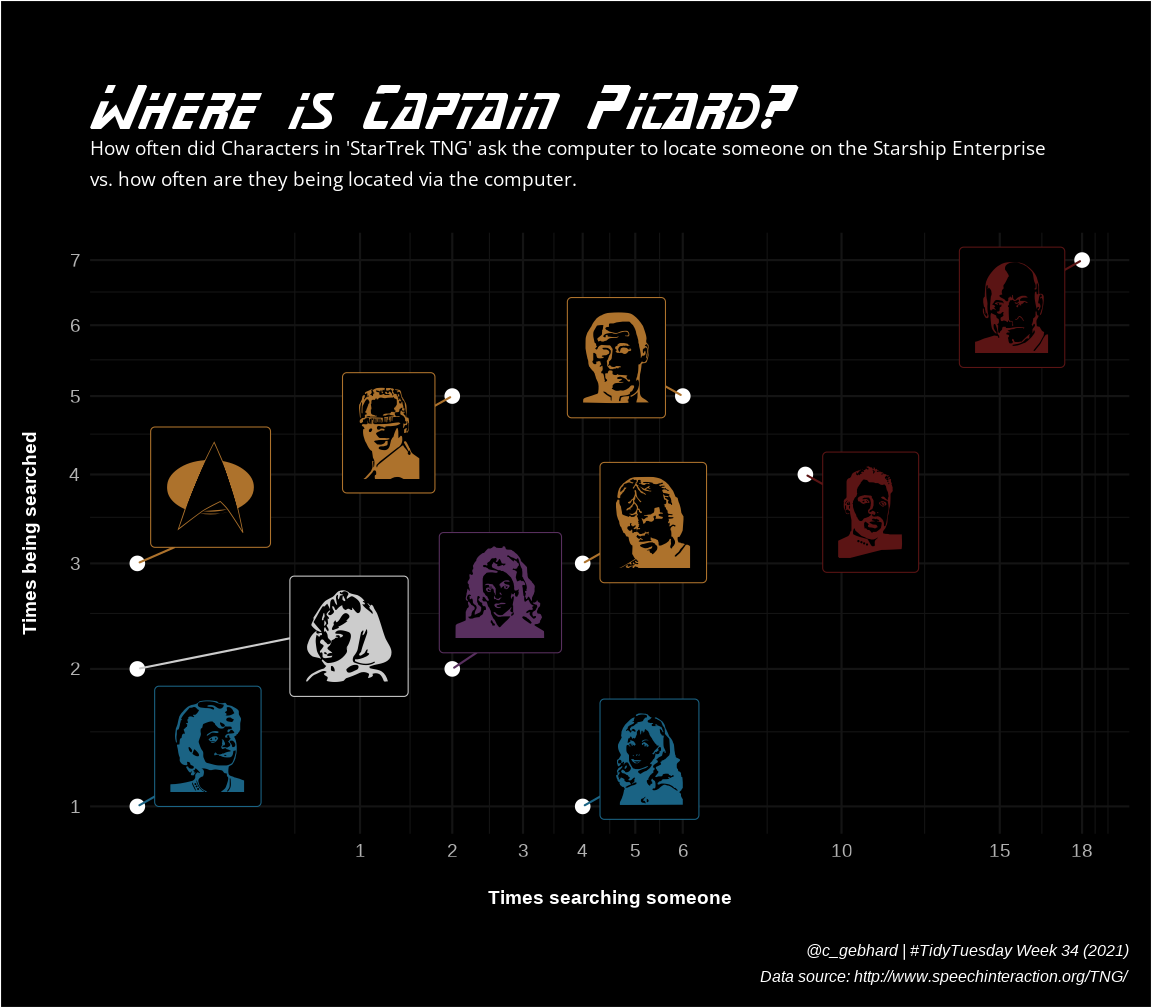 Where is Captain Picard?
How often did Characters in 'StarTrek TNG' ask the computer to locate someone on the Starship Enterprise
vs. how often are they being located via the computer.
7
6
5
4
3
2
1
Times being searched
1 2 3 4 5 6 10 15 18
Times searching someone
@c_gebhard | #TidyTuesday Week 34 (2021)
Data source: http://www.speechinteraction.org/TNG/